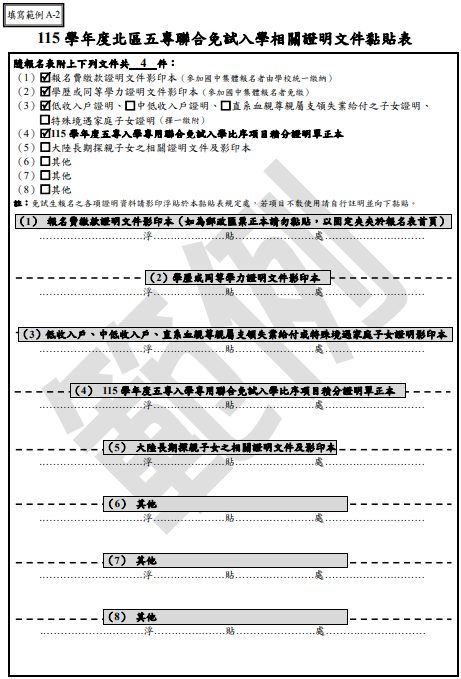 填寫範例 A-2
115 學年度北區五專聯合免試入學相關證明文件黏貼表
隨報名表附上下列文件共 4 件：
(1) ☑報名費繳款證明文件影印本（參加國中集體報名者由學校統一繳納）
(2) ☑學歷或同等學力證明文件影印本（參加國中集體報名者免繳）
(3) ☑低收入戶證明、☐中低收入戶證明、☐直系血親尊親屬支領失業給付之子女證明、
☐特殊境遇家庭子女證明（擇一繳附）
(4) ☑115 學年度五專入學專用聯合免試入學比序項目積分證明單正本
(5) ☐大陸長期探親子女之相關證明文件及影印本
(6) ☐其他
(7) ☐其他
(8) ☐其他
註：免試生報名之各項證明資料請影印浮貼於本黏貼表規定處，若項目不敷使用請自行註明並向下黏貼。
範例
(1) 報名費繳款證明文件影印本（如為郵政匯票正本請勿黏貼，以固定夾夾於報名表首頁）
浮 貼 處
(2) 學歷或同等學力證明文件影印本
浮 貼 處
(3) 低收入戶、中低收入戶、直系血親尊親屬支領失業給付或特殊境遇家庭子女證明影印本
浮 貼 處
(4) 115 學年度五專入學專用聯合免試入學比序項目積分證明單正本
浮 貼 處
(5) 大陸長期探親子女之相關證明文件及影印本
浮 貼 處
(6) 其他
浮 貼 處
(7) 其他
浮 貼 處
(8) 其他
浮 貼 處